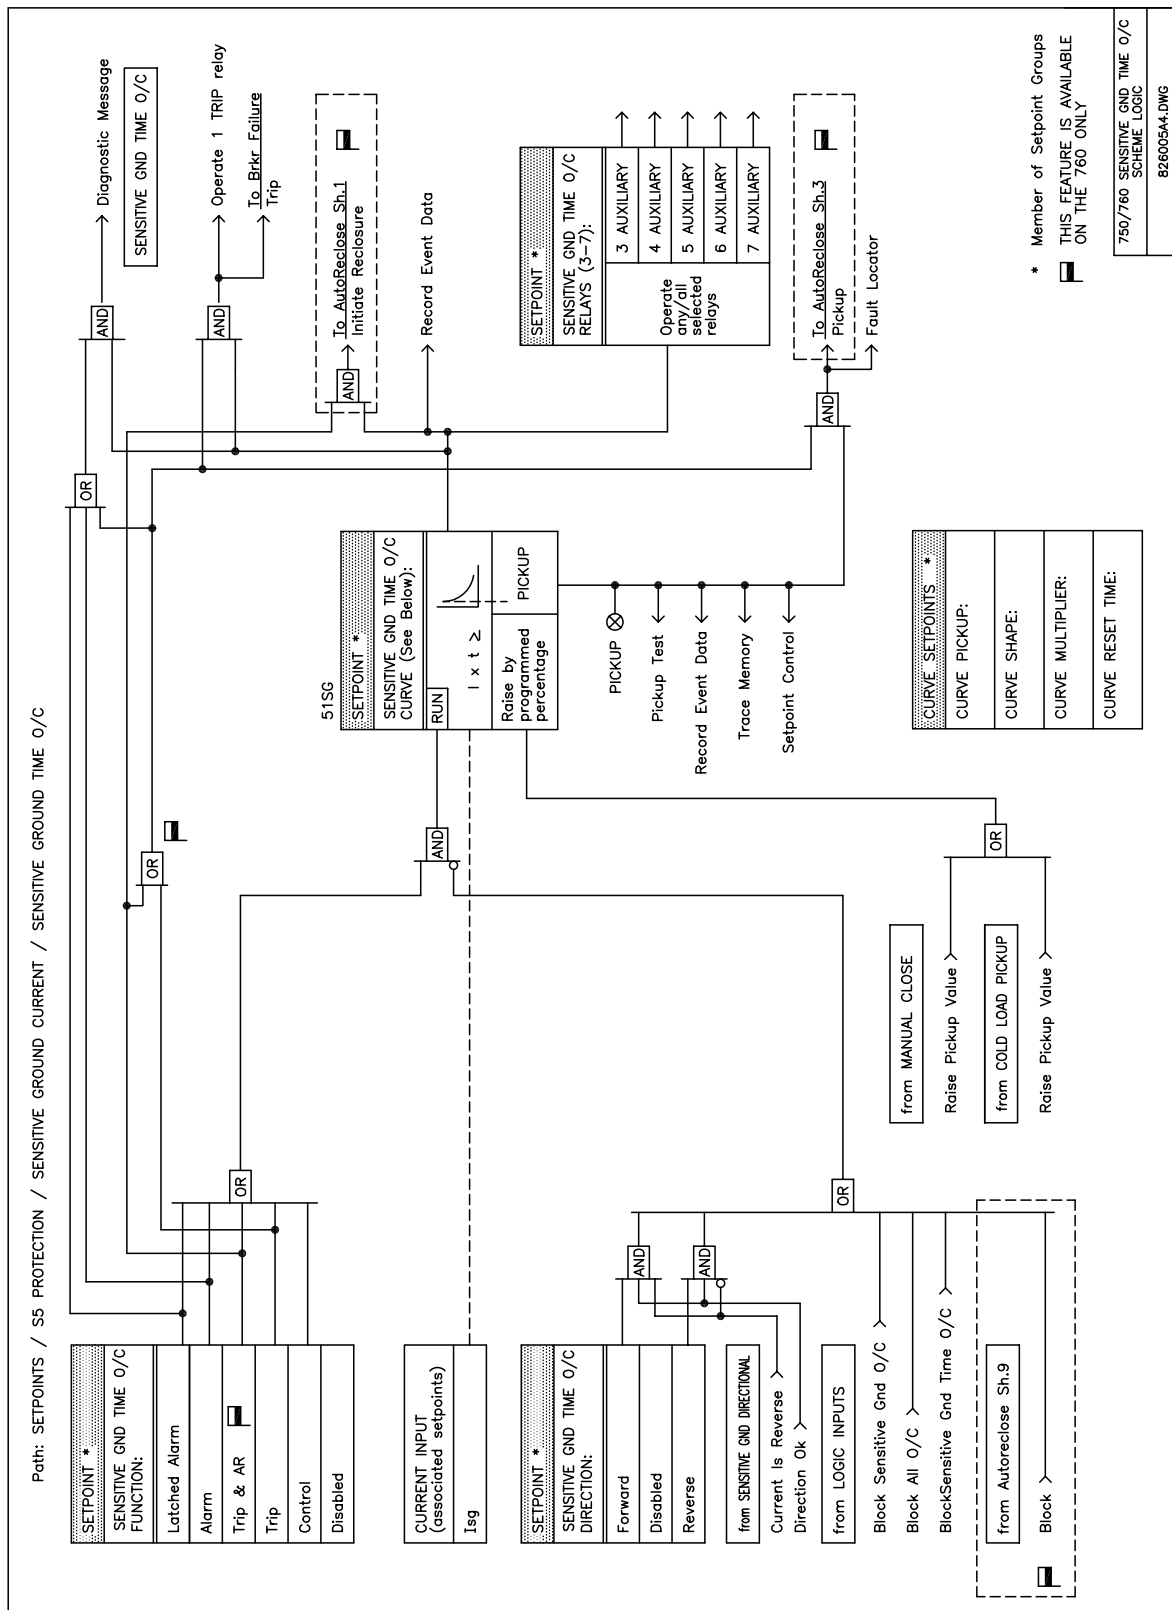 Path: SETPOINTS / S5 PROTECTION / SENSITIVE GROUND CURRENT / SENSITIVE GROUND TIME O/C
SETPOINT *
SENSITIVE GND TIME O/C
FUNCTION:
Latched Alarm
Alarm
Trip & AR
Trip
Control
Disabled
OR
OR
OR
AND
Diagnostic Message
SENSITIVE GND TIME O/C
AND
Operate 1 TRIP relay
To Brkr Failure
Trip
AND
To AutoReclose Sh.1
Initiate Reclosure
Record Event Data
CURRENT INPUT
(associated setpoints)
Isg
AND
51SG
SETPOINT *
SENSITIVE GND TIME O/C
CURVE (See Below):
RUN
I x t ≥
Raise by
programmed
percentage
PICKUP
PICKUP
Pickup Test
Record Event Data
Trace Memory
Setpoint Control
SETPOINT *
SENSITIVE GND TIME O/C
RELAYS (3-7):
Operate
any/all
selected
relays
3 AUXILIARY
4 AUXILIARY
5 AUXILIARY
6 AUXILIARY
7 AUXILIARY
AND
To AutoReclose Sh.3
Pickup
Fault Locator
SETPOINT *
SENSITIVE GND TIME O/C
DIRECTION:
Forward
Disabled
Reverse
AND
AND
from SENSITIVE GND DIRECTIONAL
Current Is Reverse
Direction Ok
OR
from LOGIC INPUTS
Block Sensitive Gnd O/C
Block All O/C
BlockSensitive Gnd Time O/C
from Autoreclose Sh.9
Block
from MANUAL CLOSE
Raise Pickup Value
from COLD LOAD PICKUP
Raise Pickup Value
OR
CURVE SETPOINTS *
CURVE PICKUP:
CURVE SHAPE:
CURVE MULTIPLIER:
CURVE RESET TIME:
* Member of Setpoint Groups
THIS FEATURE IS AVAILABLE
ON THE 760 ONLY
750/760 SENSITIVE GND TIME O/C
SCHEME LOGIC
826005A4.DWG